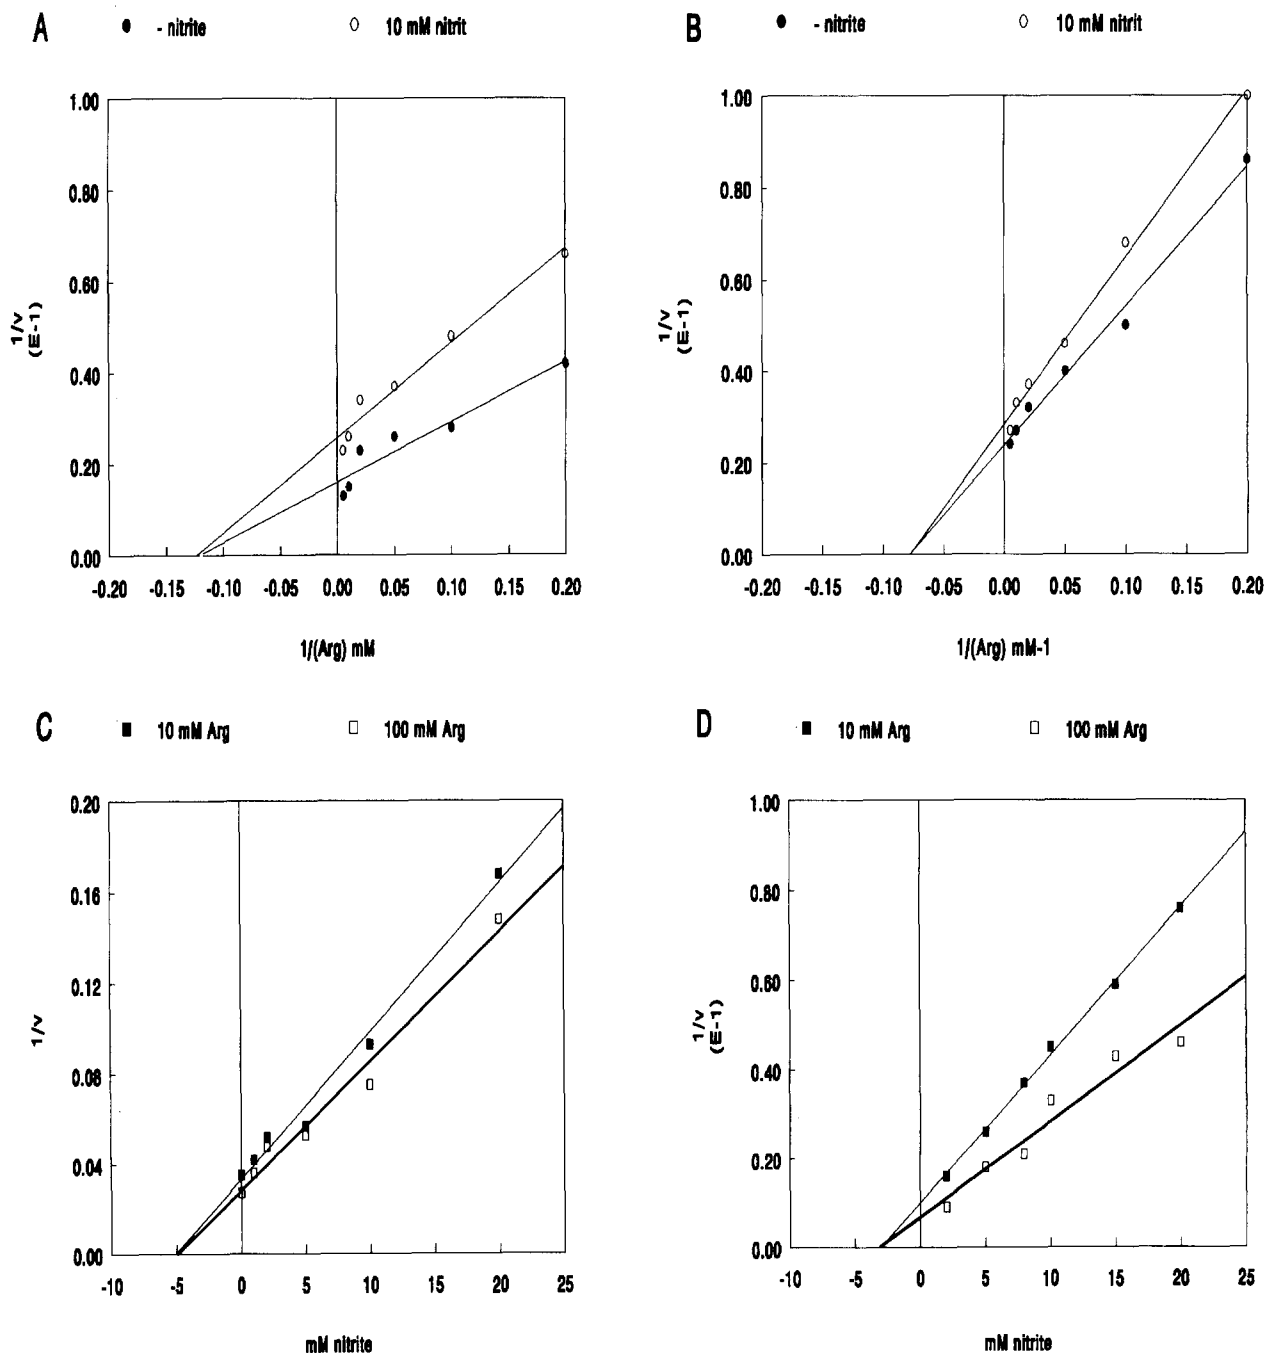 A - nitrite 10 mM nitrit
1.00
0.80
0.60
0.40
0.20
0.00
1/v
(E-1)
-0.20 -0.15 -0.10 -0.05 0.00 0.05 0.10 0.15 0.20
1/(Arg) mM
B - nitrite 10 mM nitrit
1.00
0.80
0.60
0.40
0.20
0.00
1/v
(E-1)
-0.20 -0.15 -0.10 -0.05 0.00 0.05 0.10 0.15 0.20
1/(Arg) mM-1
C 10 mM Arg 100 mM Arg
0.20
0.16
0.12
0.08
0.04
0.00
1/v
-10 -5 0 5 10 15 20 25
mM nitrite
D 10 mM Arg 100 mM Arg
1.00
0.80
0.60
0.40
0.20
0.00
1/v
(E-1)
-10 -5 0 5 10 15 20 25
mM nitrite